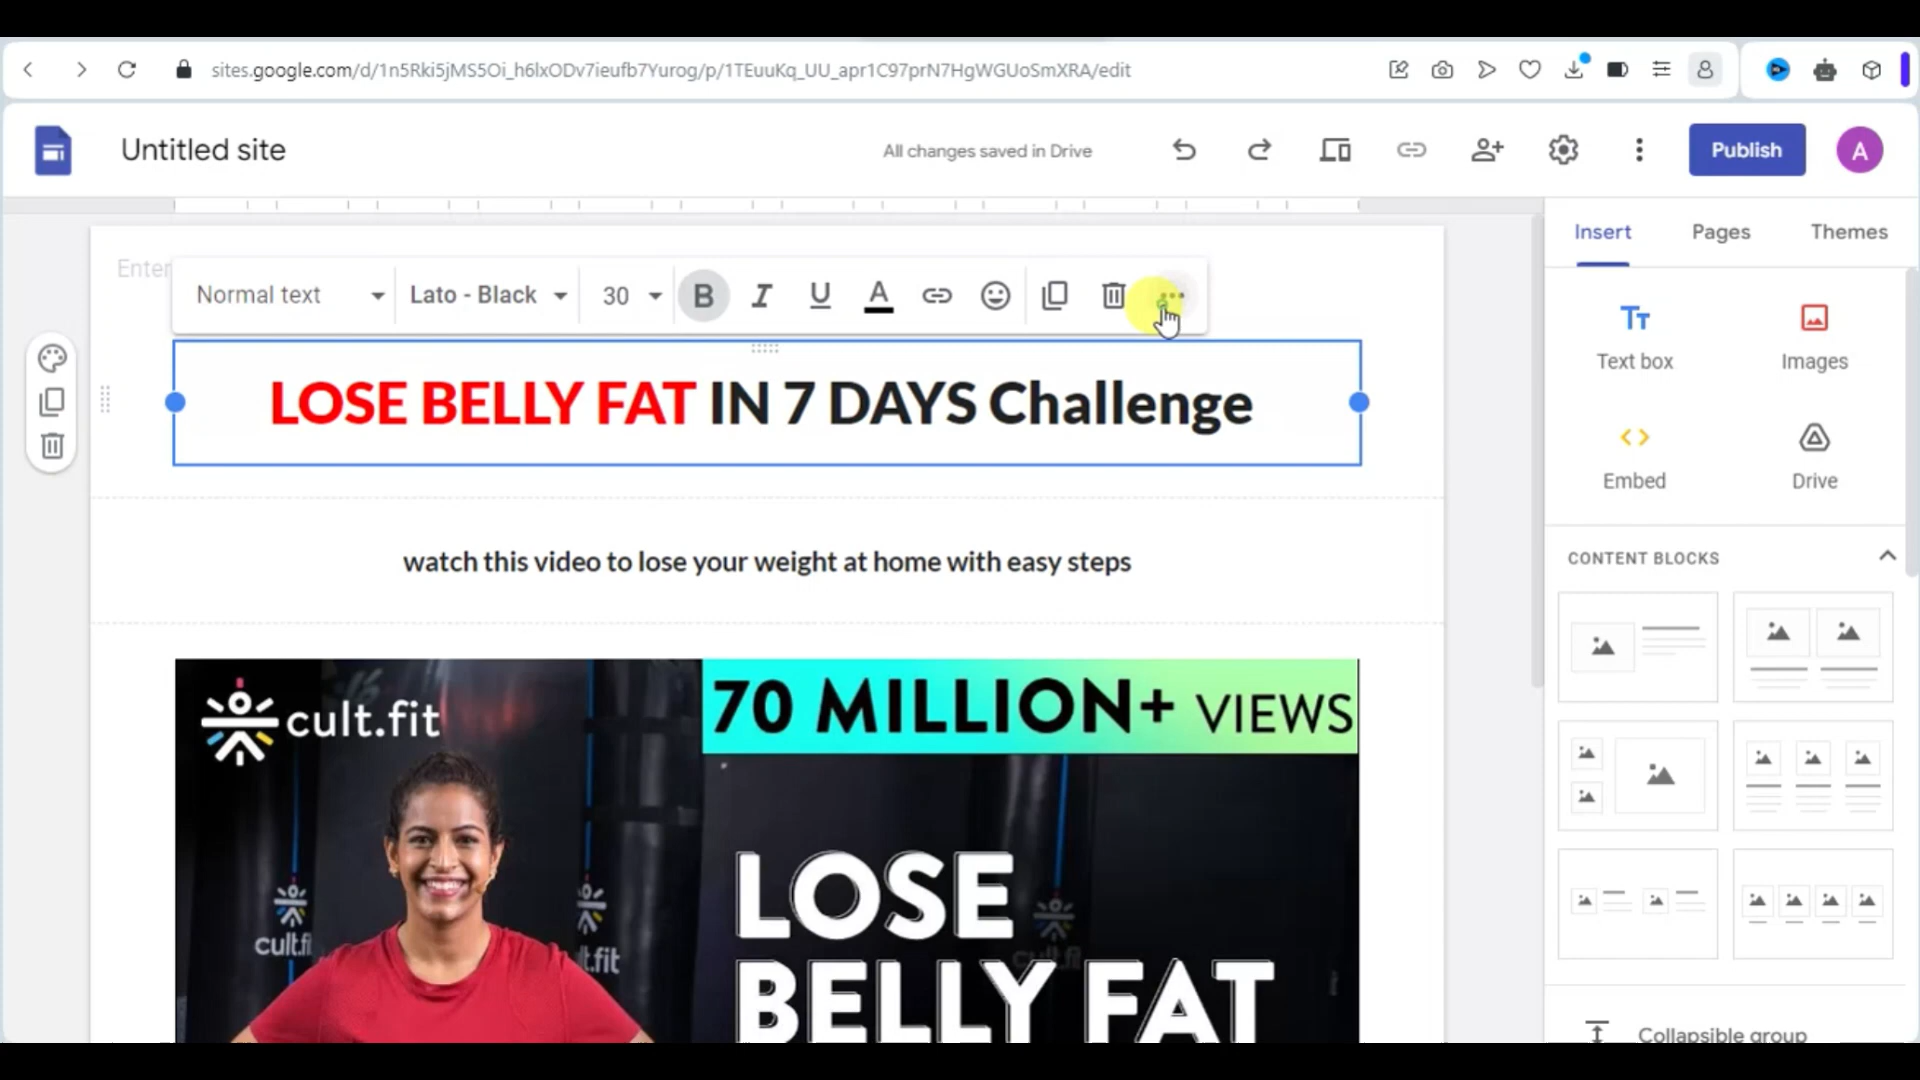 sites.google.com/d/1n5Rki5jMS5Oi_h6lxODv7ieufb7Yurog/p/1TEuuKq_UU_apr1C97prN7HgWGUoSmXRA/edit
Untitled site
All changes saved in Drive
Publish
A
Insert
Pages
Themes
Enter
Normal text
Lato - Black
30
B
I
U
A
Text box
Images
Embed
Drive
LOSE BELLY FAT IN 7 DAYS Challenge
watch this video to lose your weight at home with easy steps
CONTENT BLOCKS
cult.fit
70 MILLION+ VIEWS
LOSE
BELLY FAT
Collapsible group